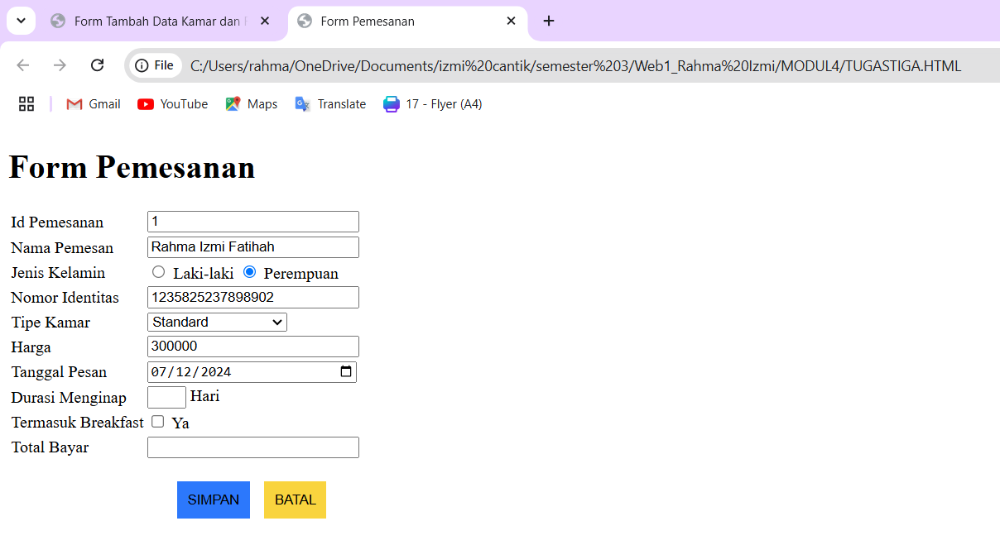 Form Tambah Data Kamar dan F
Form Pemesanan
File
C:/Users/rahma/OneDrive/Documents/izmi%20cantik/semester%203/Web1_Rahma%20Izmi/MODUL4/TUGASTIGA.HTML
Gmail YouTube Maps Translate 17 - Flyer (A4)
Form Pemesanan
Id Pemesanan 1
Nama Pemesan Rahma Izmi Fatihah
Jenis Kelamin Laki-laki Perempuan
Nomor Identitas 1235825237898902
Tipe Kamar Standard
Harga 300000
Tanggal Pesan 07/12/2024
Durasi Menginap Hari
Termasuk Breakfast Ya
Total Bayar
SIMPAN BATAL